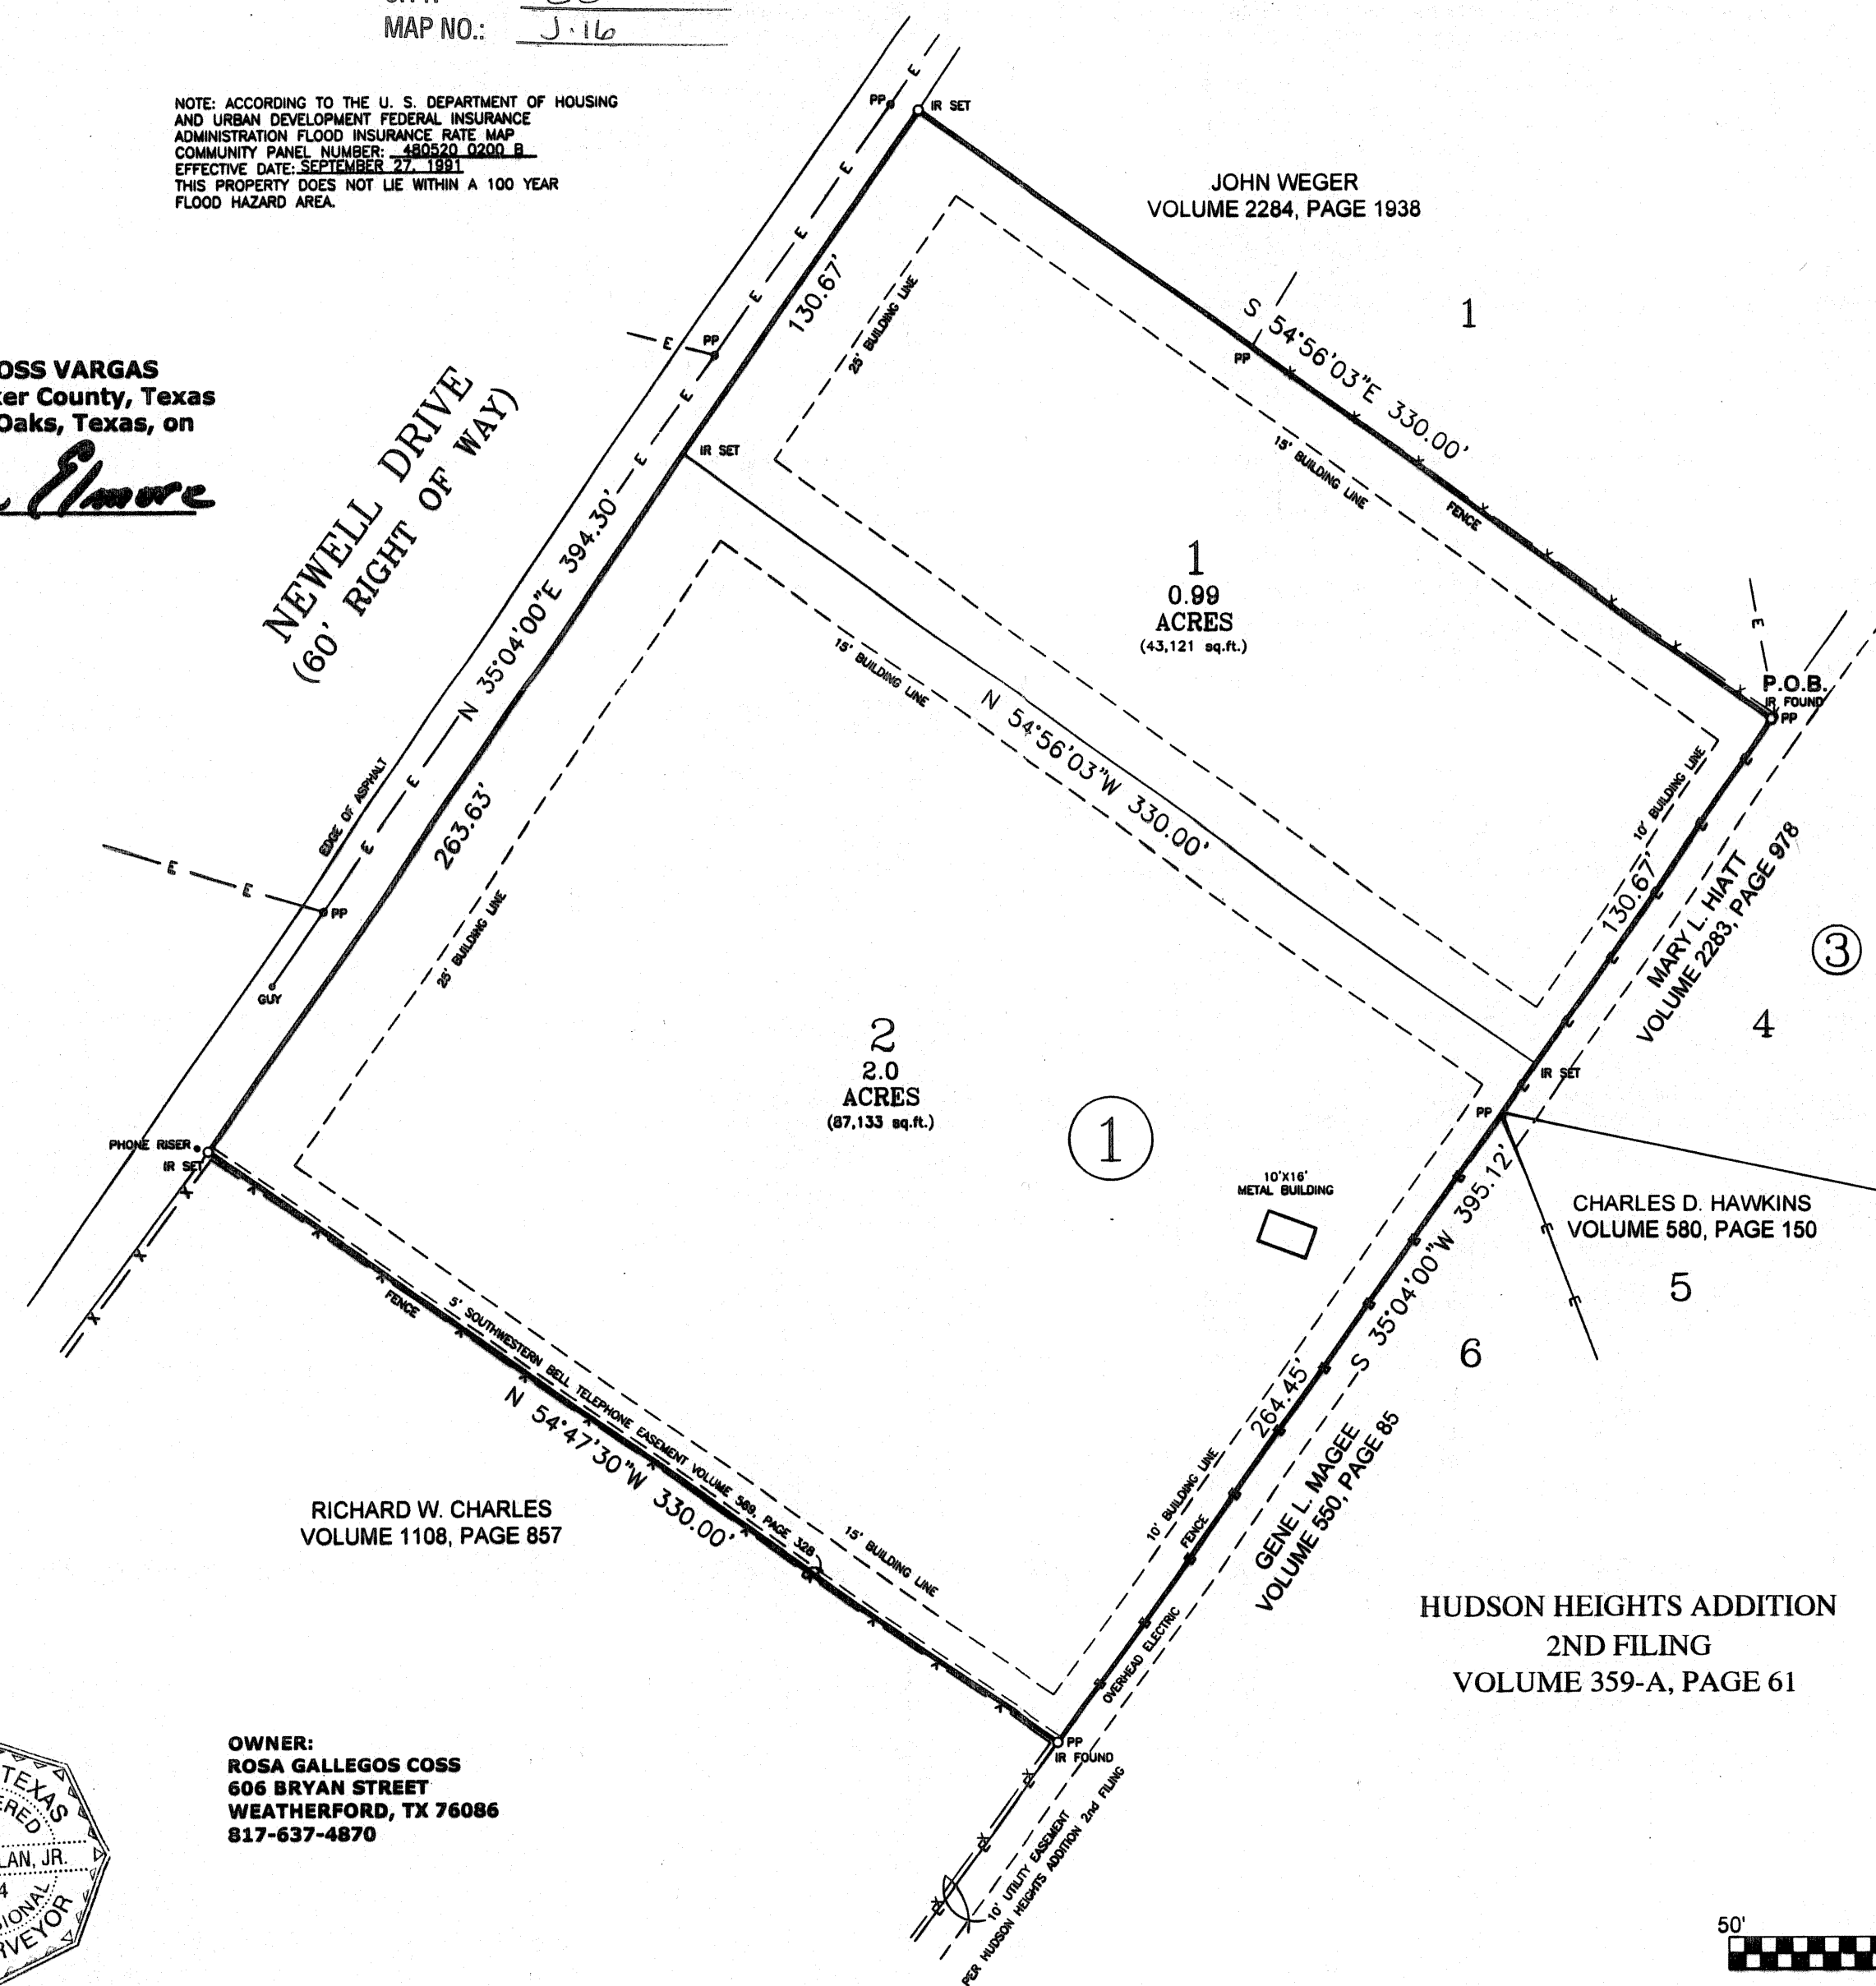 MAP NO.: J-16
NOTE: ACCORDING TO THE U. S. DEPARTMENT OF HOUSING
AND URBAN DEVELOPMENT FEDERAL INSURANCE
ADMINISTRATION FLOOD INSURANCE RATE MAP
COMMUNITY PANEL NUMBER: 480520 0200 B
EFFECTIVE DATE: SEPTEMBER 27, 1991
THIS PROPERTY DOES NOT LIE WITHIN A 100 YEAR
FLOOD HAZARD AREA.
PP
IR SET
JOHN WEGER
VOLUME 2284, PAGE 1938
1
E
E
E
E
130.67'
25' BUILDING LINE
S 54°56'03"E 330.00'
PP
15' BUILDING LINE
FENCE
OSS VARGAS
er County, Texas
Oaks, Texas, on
Elmore
NEWELL DRIVE
(60' RIGHT OF WAY)
E
PP
E
E
IR SET
N 35°04'00"E 394.30'
1
0.99
ACRES
(43,121 sq.ft.)
15' BUILDING LINE
N 54°56'03"W 330.00'
E
P.O.B.
IR FOUND
PP
10' BUILDING LINE
130.67'
MARY L. HIATT
VOLUME 2283, PAGE 978
3
4
EDGE OF ASPHALT
E
E
263.63'
25' BUILDING LINE
E
E
PP
GUY
2
2.0
ACRES
(87,133 sq.ft.)
1
IR SET
PP
10'X16'
METAL BUILDING
CHARLES D. HAWKINS
VOLUME 580, PAGE 150
E
E
5
6
S 35°04'00"W 395.12'
264.45'
PHONE RISER
IR SET
X
X
X
FENCE
5' SOUTHWESTERN BELL TELEPHONE EASEMENT VOLUME 569, PAGE 328
N 54°47'30"W 330.00'
15' BUILDING LINE
10' BUILDING LINE
FENCE
GENE L. MAGEE
VOLUME 550, PAGE 85
OVERHEAD ELECTRIC
RICHARD W. CHARLES
VOLUME 1108, PAGE 857
HUDSON HEIGHTS ADDITION
2ND FILING
VOLUME 359-A, PAGE 61
PP
IR FOUND
10' UTILITY EASEMENT
PER HUDSON HEIGHTS ADDITION 2nd FILING
OWNER:
ROSA GALLEGOS COSS
606 BRYAN STREET
WEATHERFORD, TX 76086
817-637-4870
TEXAS
ERED
LAN, JR.
4
IONAL
RVEYOR
50'